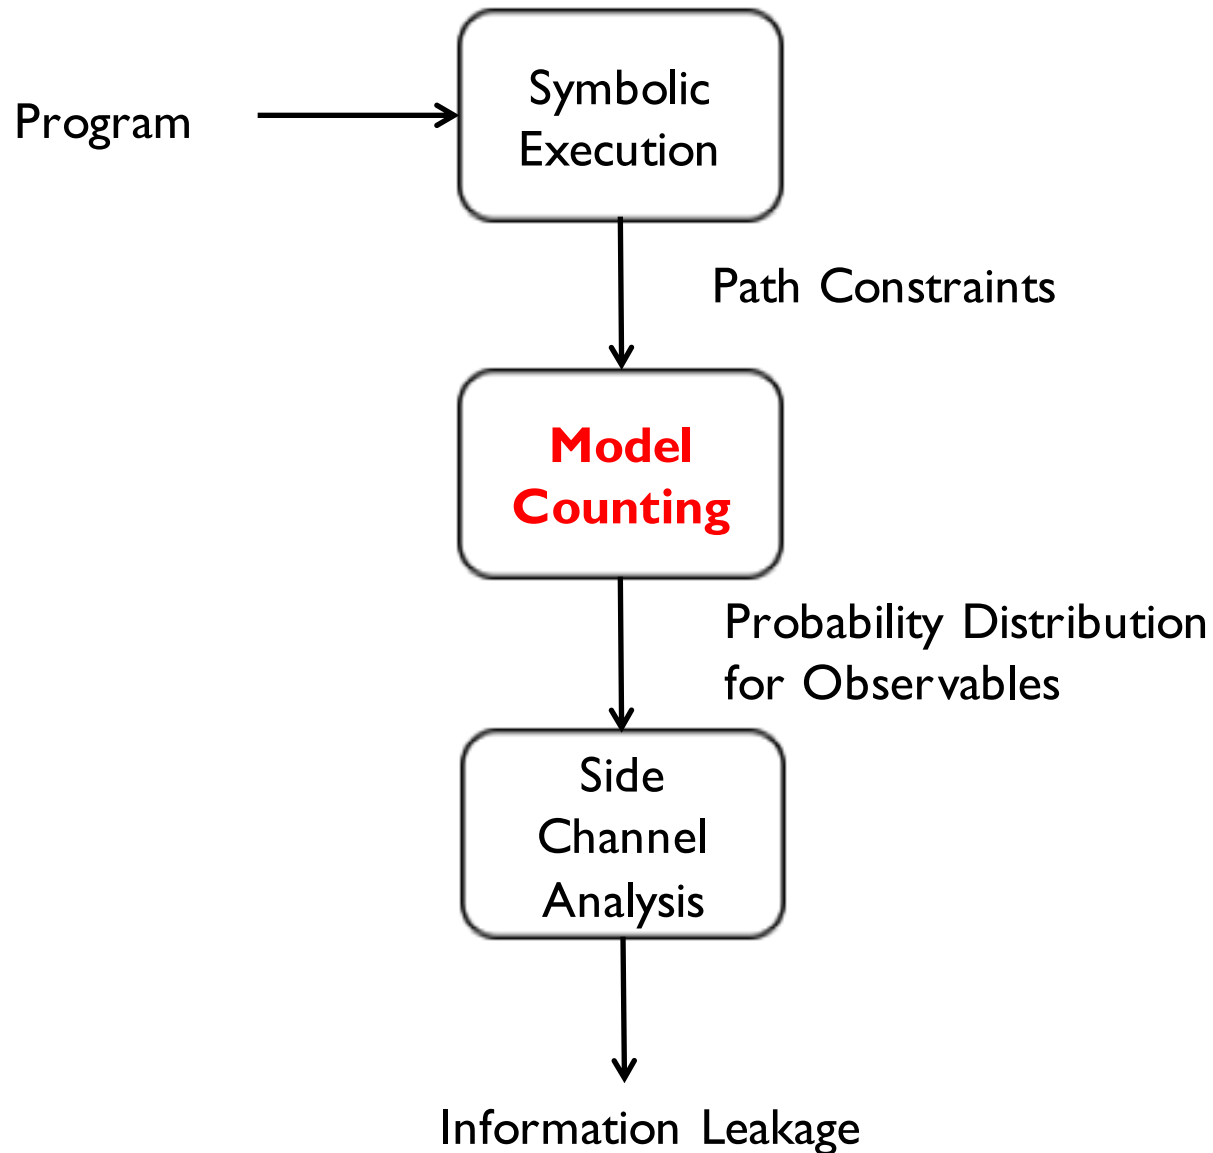 Program
Symbolic
Execution
Path Constraints
Model
Counting
Probability Distribution
for Observables
Side
Channel
Analysis
Information Leakage